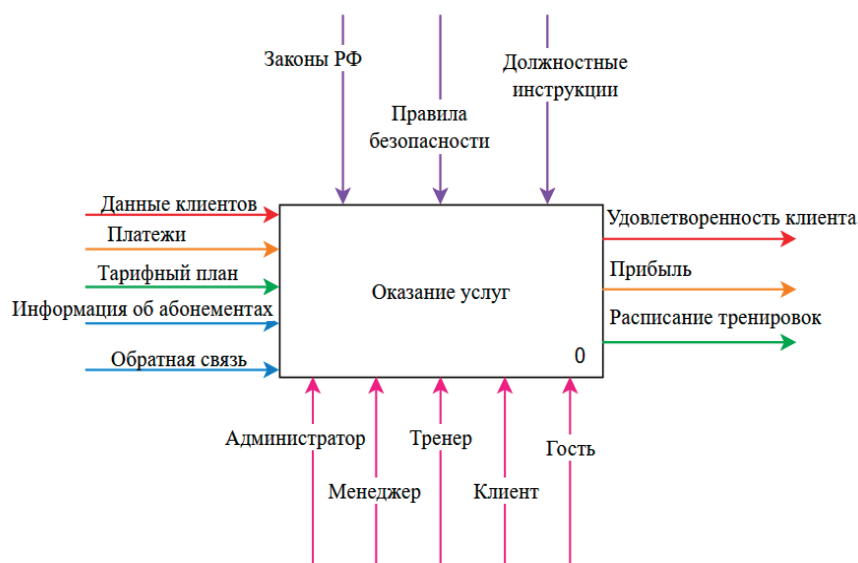 Законы РФ
Правила
безопасности
Должностные
инструкции
Данные клиентов
Платежи
Тарифный план
Информация об абонементах
Обратная связь
Оказание услуг
0
Удовлетворенность клиента
Прибыль
Расписание тренировок
Администратор
Менеджер
Тренер
Клиент
Гость